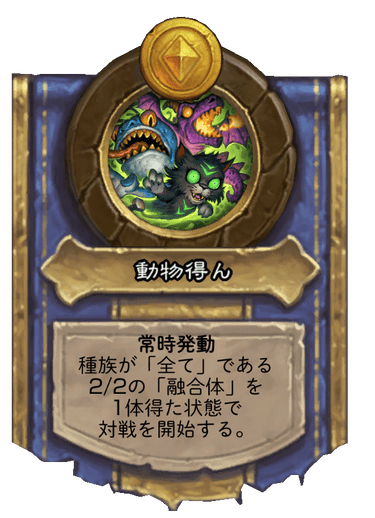 動物得ん
常時発動
種族が「全て」である
2/2の「融合体」を
1体得た状態で
対戦を開始する。